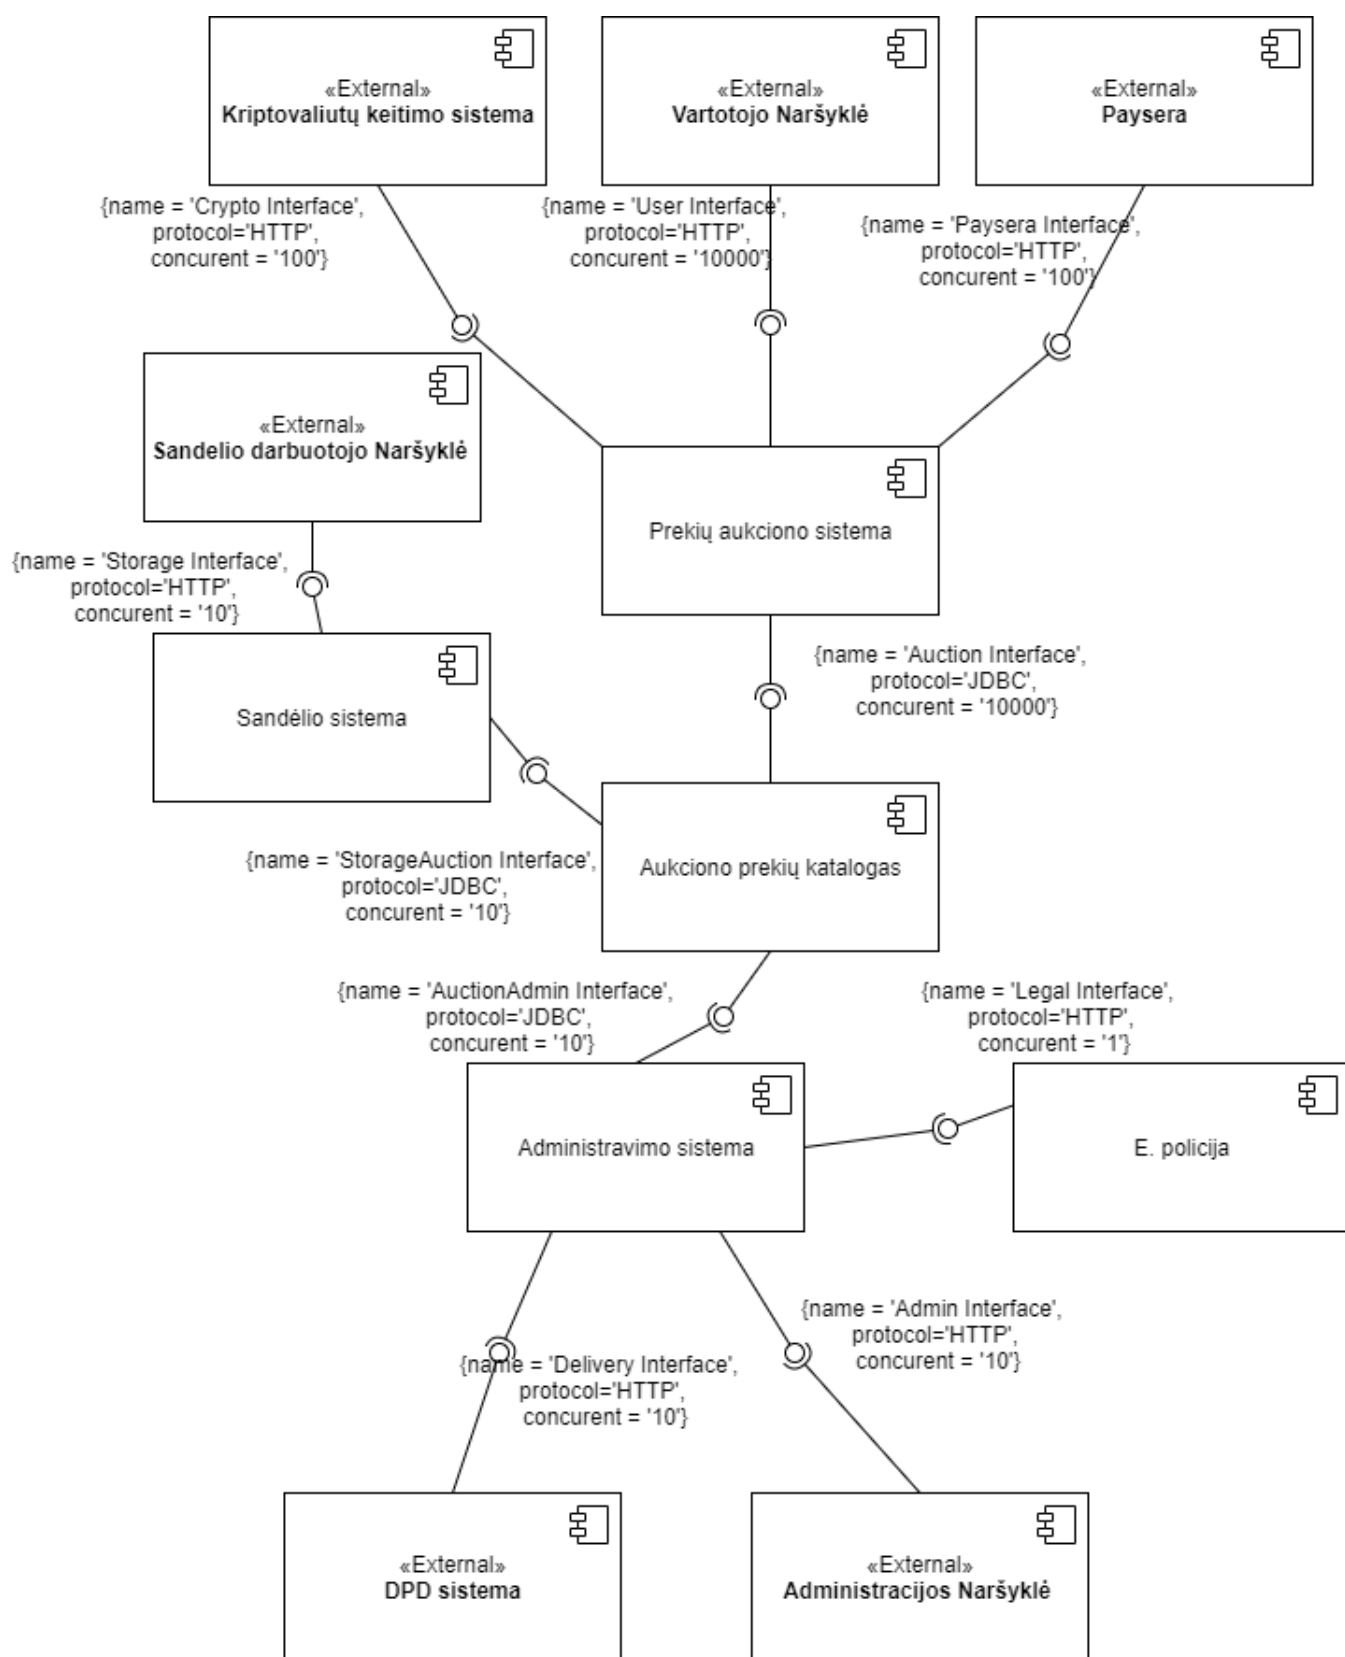 «External»
Kriptovaliutų keitimo sistema
«External»
Vartotojo Naršyklė
«External»
Paysera
{name = 'Crypto Interface',
protocol='HTTP',
concurent = '100'}
{name = 'User Interface',
protocol='HTTP',
concurent = '10000'}
{name = 'Paysera Interface',
protocol='HTTP',
concurent = '100'}
«External»
Sandelio darbuotojo Naršyklė
Prekių aukciono sistema
{name = 'Storage Interface',
protocol='HTTP',
concurent = '10'}
{name = 'Auction Interface',
protocol='JDBC',
concurent = '10000'}
Sandėlio sistema
{name = 'StorageAuction Interface',
protocol='JDBC',
concurent = '10'}
Aukciono prekių katalogas
{name = 'AuctionAdmin Interface',
protocol='JDBC',
concurent = '10'}
{name = 'Legal Interface',
protocol='HTTP',
concurent = '1'}
Administravimo sistema
E. policija
{name = 'Admin Interface',
protocol='HTTP',
concurent = '10'}
{name = 'Delivery Interface',
protocol='HTTP',
concurent = '10'}
«External»
DPD sistema
«External»
Administracijos Naršyklė